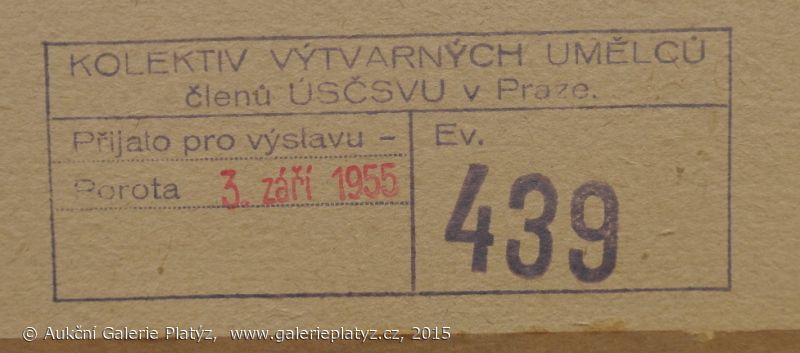 KOLEKTIV VÝTVARNÝCH UMĚLCŮ
členů ÚSČSVU v Praze.
Přijato pro výstavu –
Porota 3. září 1955
Ev.
439
© Aukční Galerie Platýz, www.galerieplatyz.cz, 2015